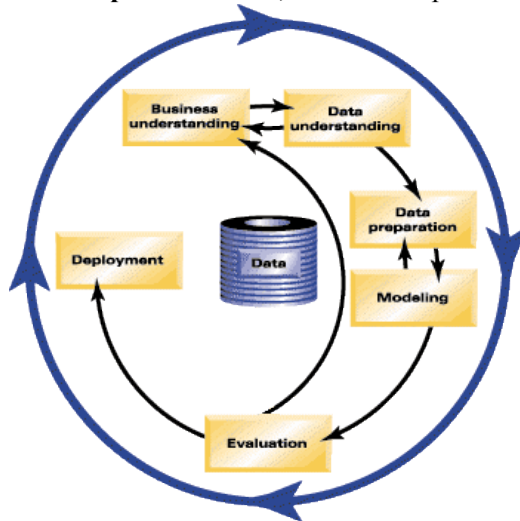 Business
understanding
Data
understanding
Data
preparation
Modeling
Evaluation
Deployment
Data